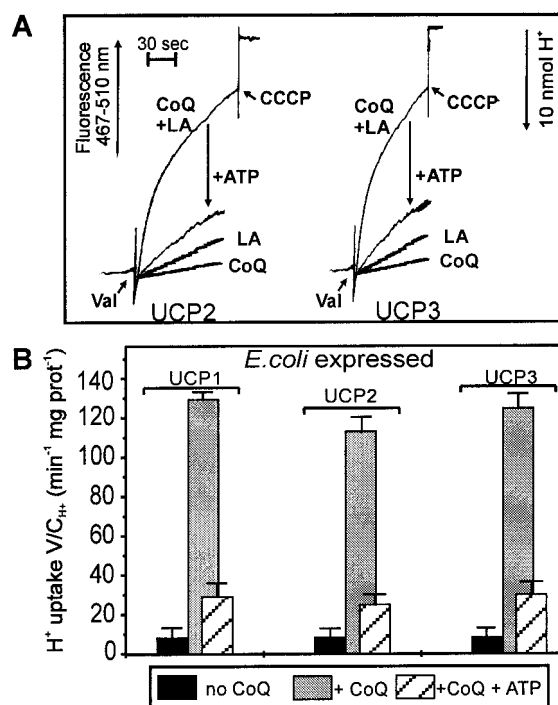 A
30 sec
Fluorescence
467-510 nm
CoQ
+LA
CCCP
+ATP
LA
CoQ
Val
UCP2
CoQ
+LA
CCCP
+ATP
LA
CoQ
Val
UCP3
10 nmol H⁺
B
E.coli expressed
UCP1
UCP2
UCP3
H⁺ uptake V/C_H+ (min⁻¹ mg prot⁻¹)
140
120
100
80
60
40
20
0
no CoQ
+ CoQ
+CoQ + ATP